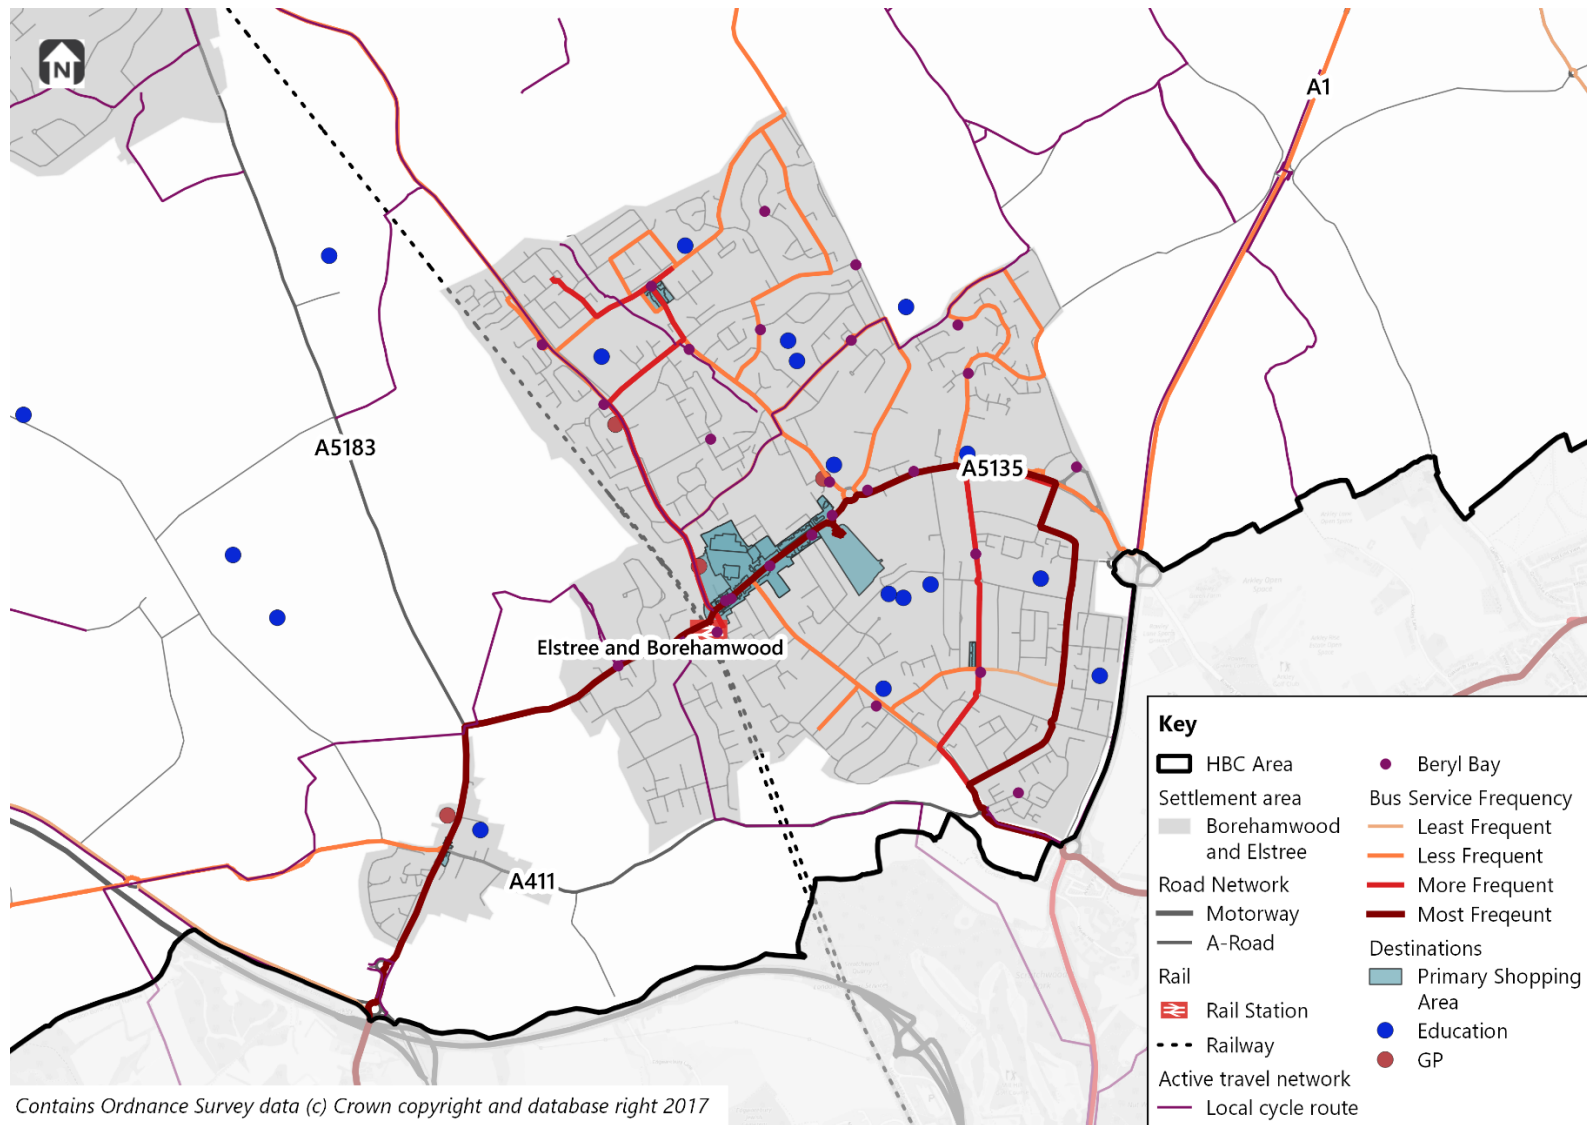 N
A1
A5183
A5135
Elstree and Borehamwood
A411
Key
HBC Area
Settlement area
Borehamwood
and Elstree
Road Network
Motorway
A-Road
Rail
Rail Station
Railway
Active travel network
Local cycle route
Beryl Bay
Bus Service Frequency
Least Frequent
Less Frequent
More Frequent
Most Freqeunt
Destinations
Primary Shopping
Area
Education
GP
Contains Ordnance Survey data (c) Crown copyright and database right 2017